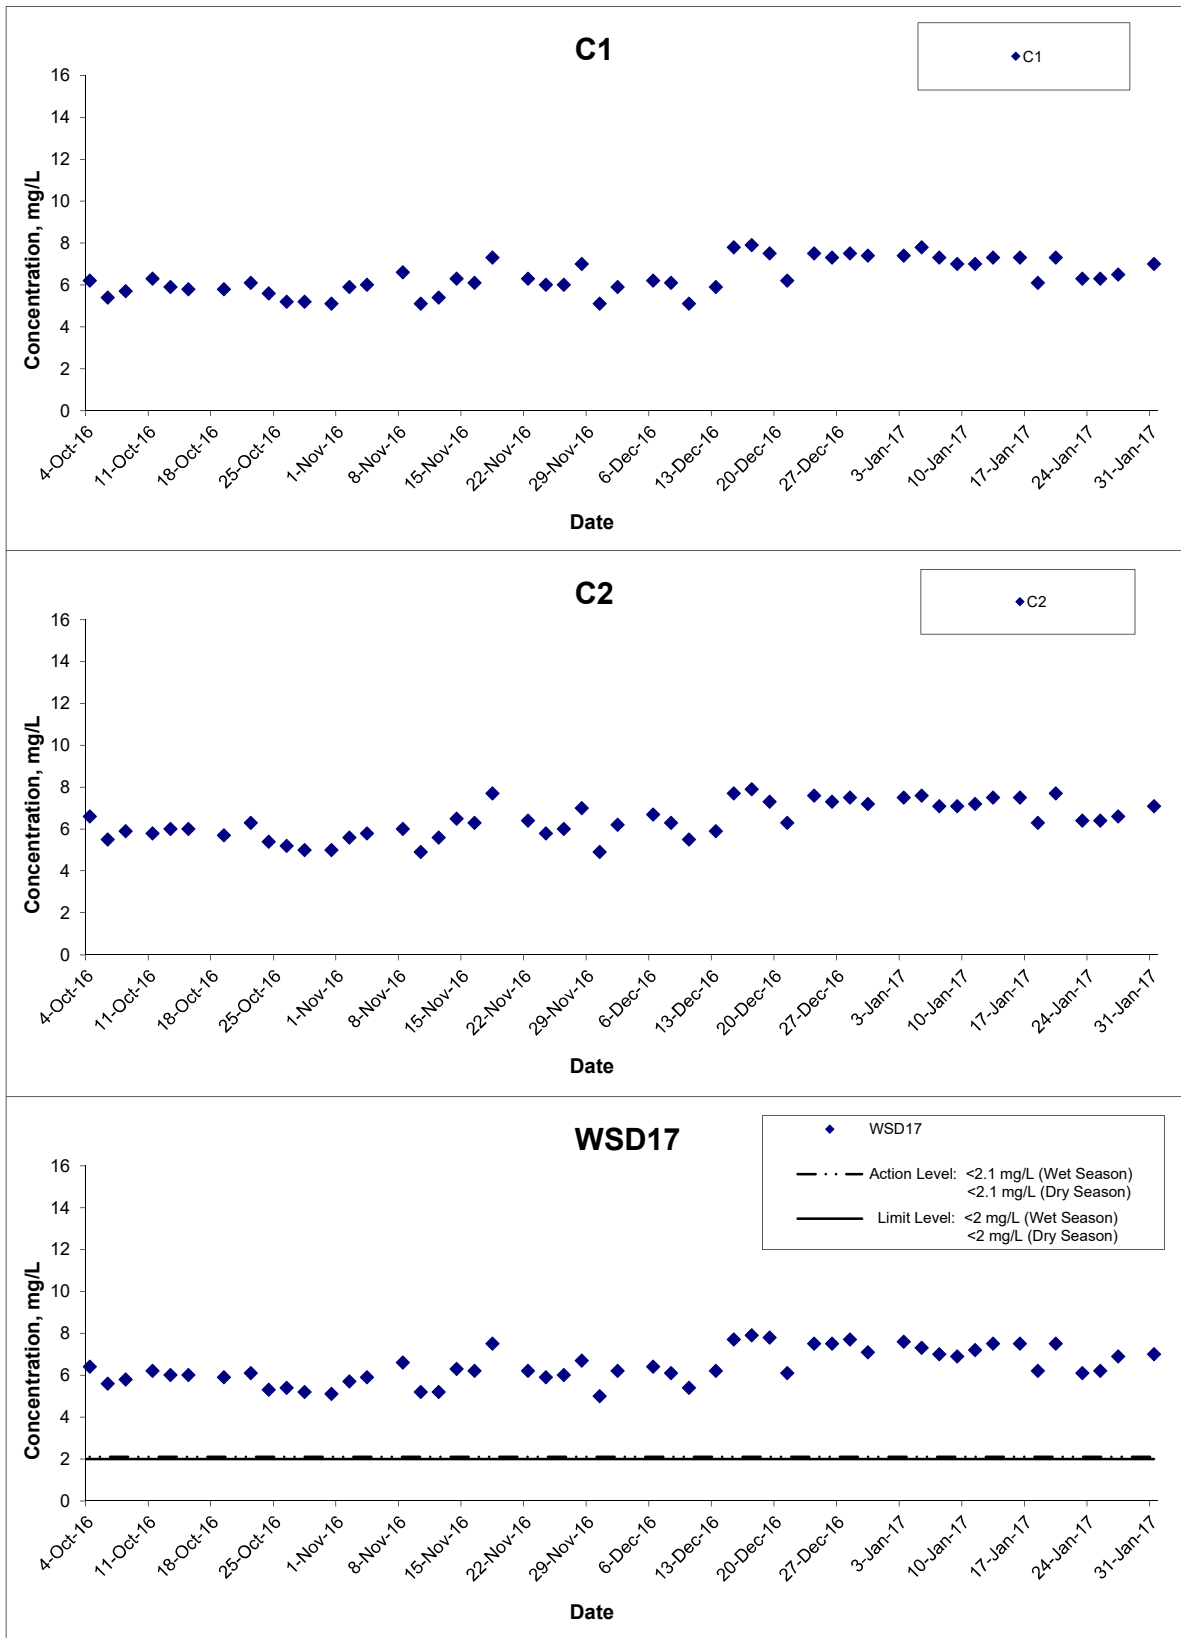 C1
C1
16
14
12
10
8
6
4
2
0
Concentration, mg/L
4-Oct-16
11-Oct-16
18-Oct-16
25-Oct-16
1-Nov-16
8-Nov-16
15-Nov-16
22-Nov-16
29-Nov-16
6-Dec-16
13-Dec-16
20-Dec-16
27-Dec-16
3-Jan-17
10-Jan-17
17-Jan-17
24-Jan-17
31-Jan-17
Date
C2
C2
16
14
12
10
8
6
4
2
0
Concentration, mg/L
4-Oct-16
11-Oct-16
18-Oct-16
25-Oct-16
1-Nov-16
8-Nov-16
15-Nov-16
22-Nov-16
29-Nov-16
6-Dec-16
13-Dec-16
20-Dec-16
27-Dec-16
3-Jan-17
10-Jan-17
17-Jan-17
24-Jan-17
31-Jan-17
Date
WSD17
WSD17
Action Level: <2.1 mg/L (Wet Season)
<2.1 mg/L (Dry Season)
Limit Level: <2 mg/L (Wet Season)
<2 mg/L (Dry Season)
16
14
12
10
8
6
4
2
0
Concentration, mg/L
4-Oct-16
11-Oct-16
18-Oct-16
25-Oct-16
1-Nov-16
8-Nov-16
15-Nov-16
22-Nov-16
29-Nov-16
6-Dec-16
13-Dec-16
20-Dec-16
27-Dec-16
3-Jan-17
10-Jan-17
17-Jan-17
24-Jan-17
31-Jan-17
Date